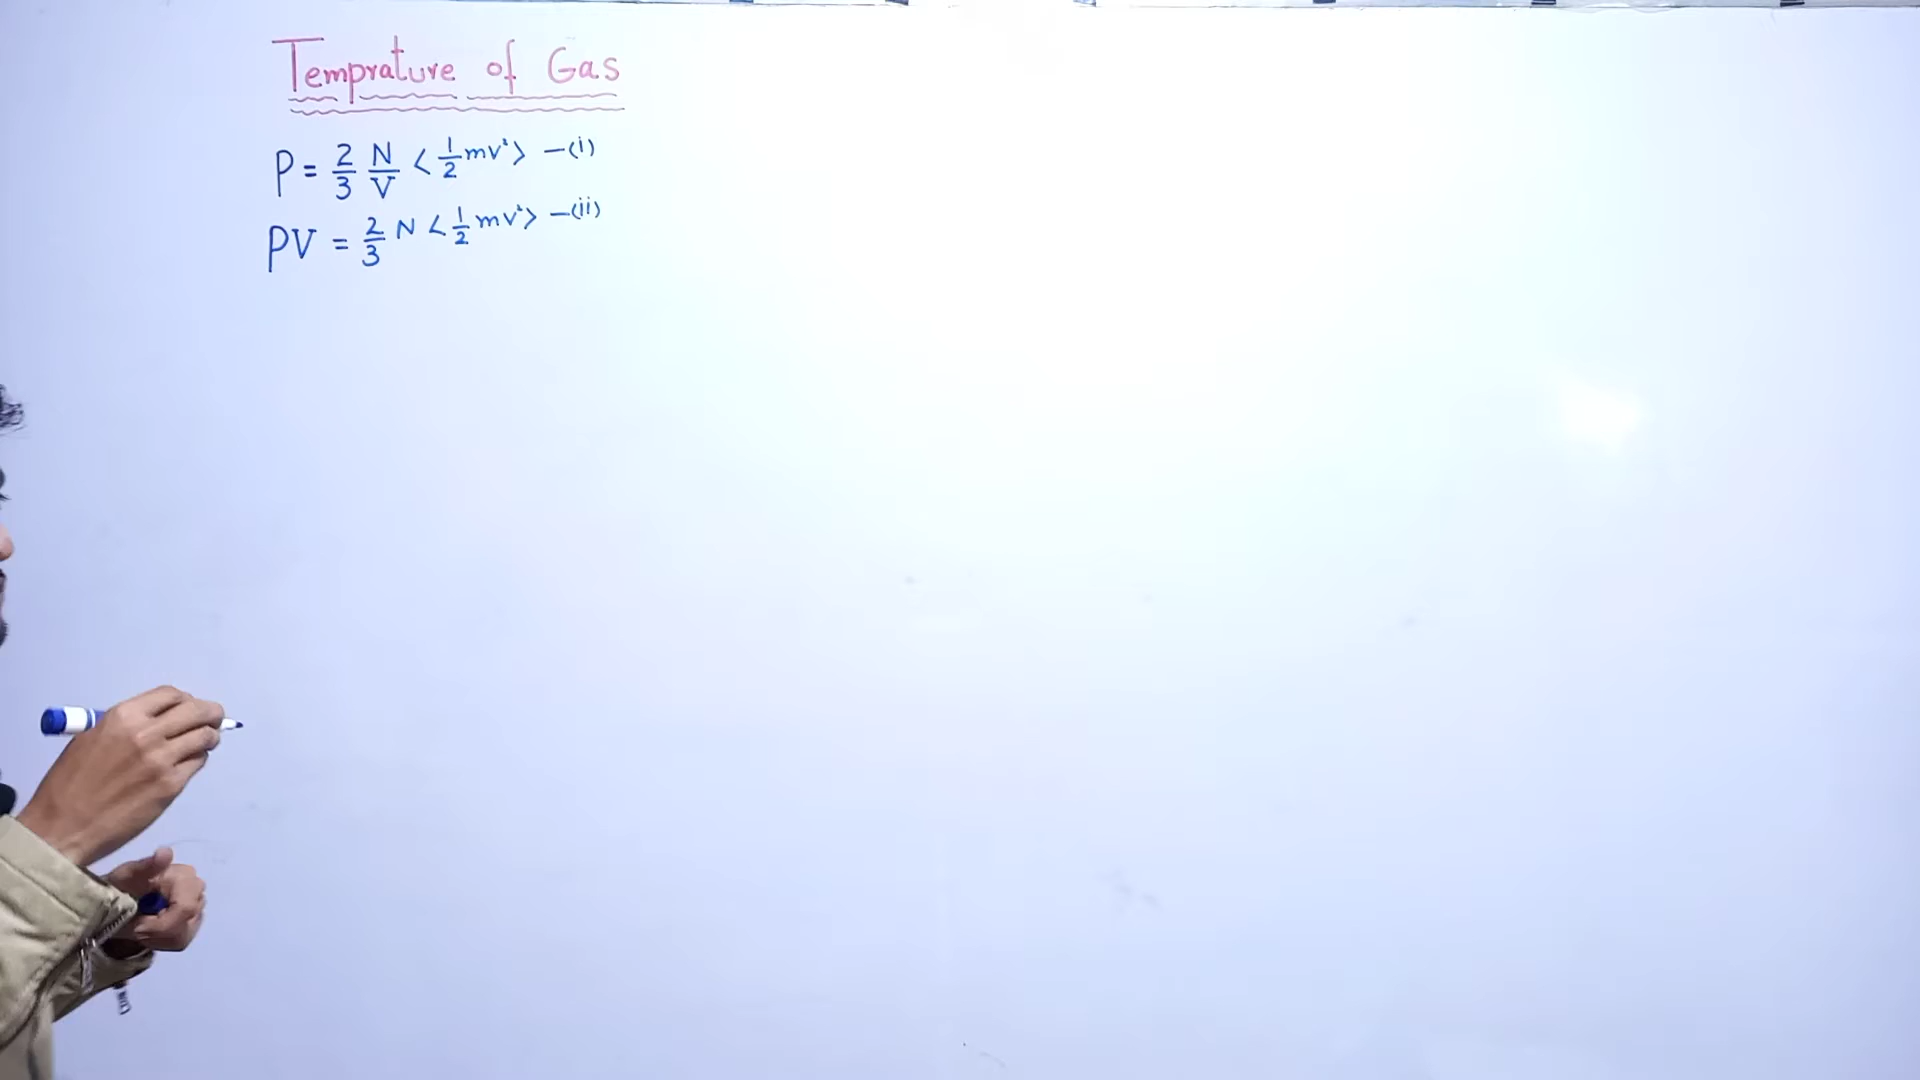 Temprature of Gas
P = 2/3 N/V <1/2 mv²> —(i)
PV = 2/3 N <1/2 mv²> —(ii)